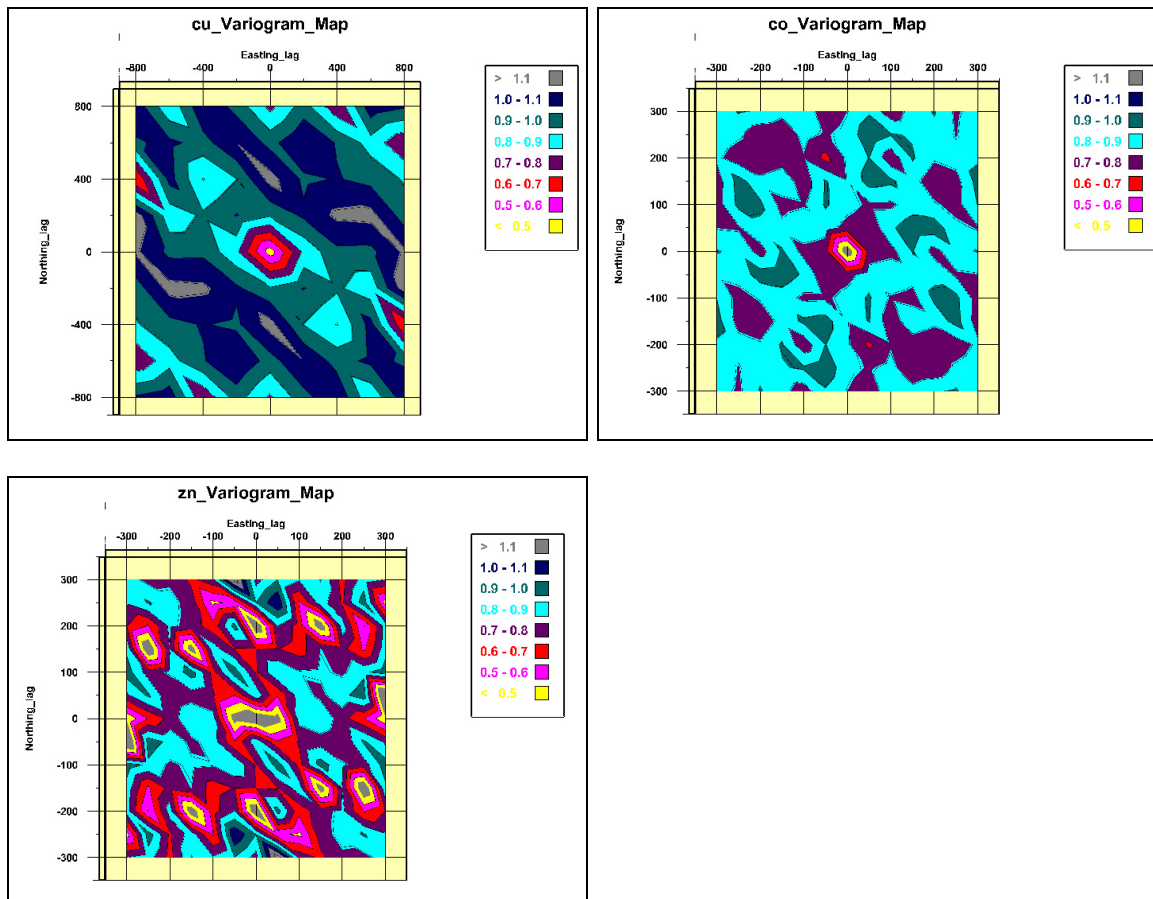 cu_Variogram_Map
Easting_lag
-800 -400 0 400 800
800
400
0
-400
-800
Northing_lag
> 1.1
1.0 - 1.1
0.9 - 1.0
0.8 - 0.9
0.7 - 0.8
0.6 - 0.7
0.5 - 0.6
< 0.5
co_Variogram_Map
Easting_lag
-300 -200 -100 0 100 200 300
300
200
100
0
-100
-200
-300
Northing_lag
> 1.1
1.0 - 1.1
0.9 - 1.0
0.8 - 0.9
0.7 - 0.8
0.6 - 0.7
0.5 - 0.6
< 0.5
zn_Variogram_Map
Easting_lag
-300 -200 -100 0 100 200 300
300
200
100
0
-100
-200
-300
Northing_lag
> 1.1
1.0 - 1.1
0.9 - 1.0
0.8 - 0.9
0.7 - 0.8
0.6 - 0.7
0.5 - 0.6
< 0.5